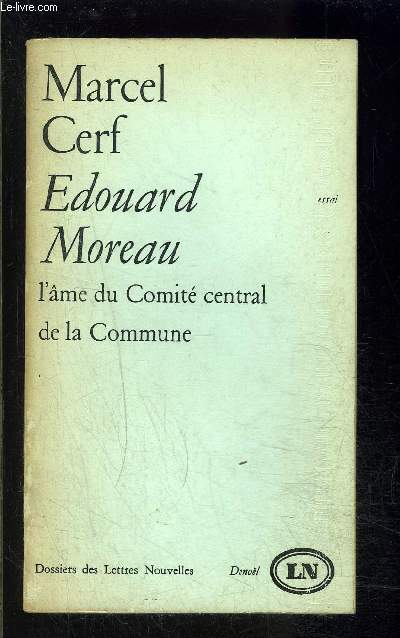 Le-livre.com
Marcel
Cerf
Edouard
Moreau
essai
l'âme du Comité central
de la Commune
Dossiers des Lettres Nouvelles
Denoël
LN